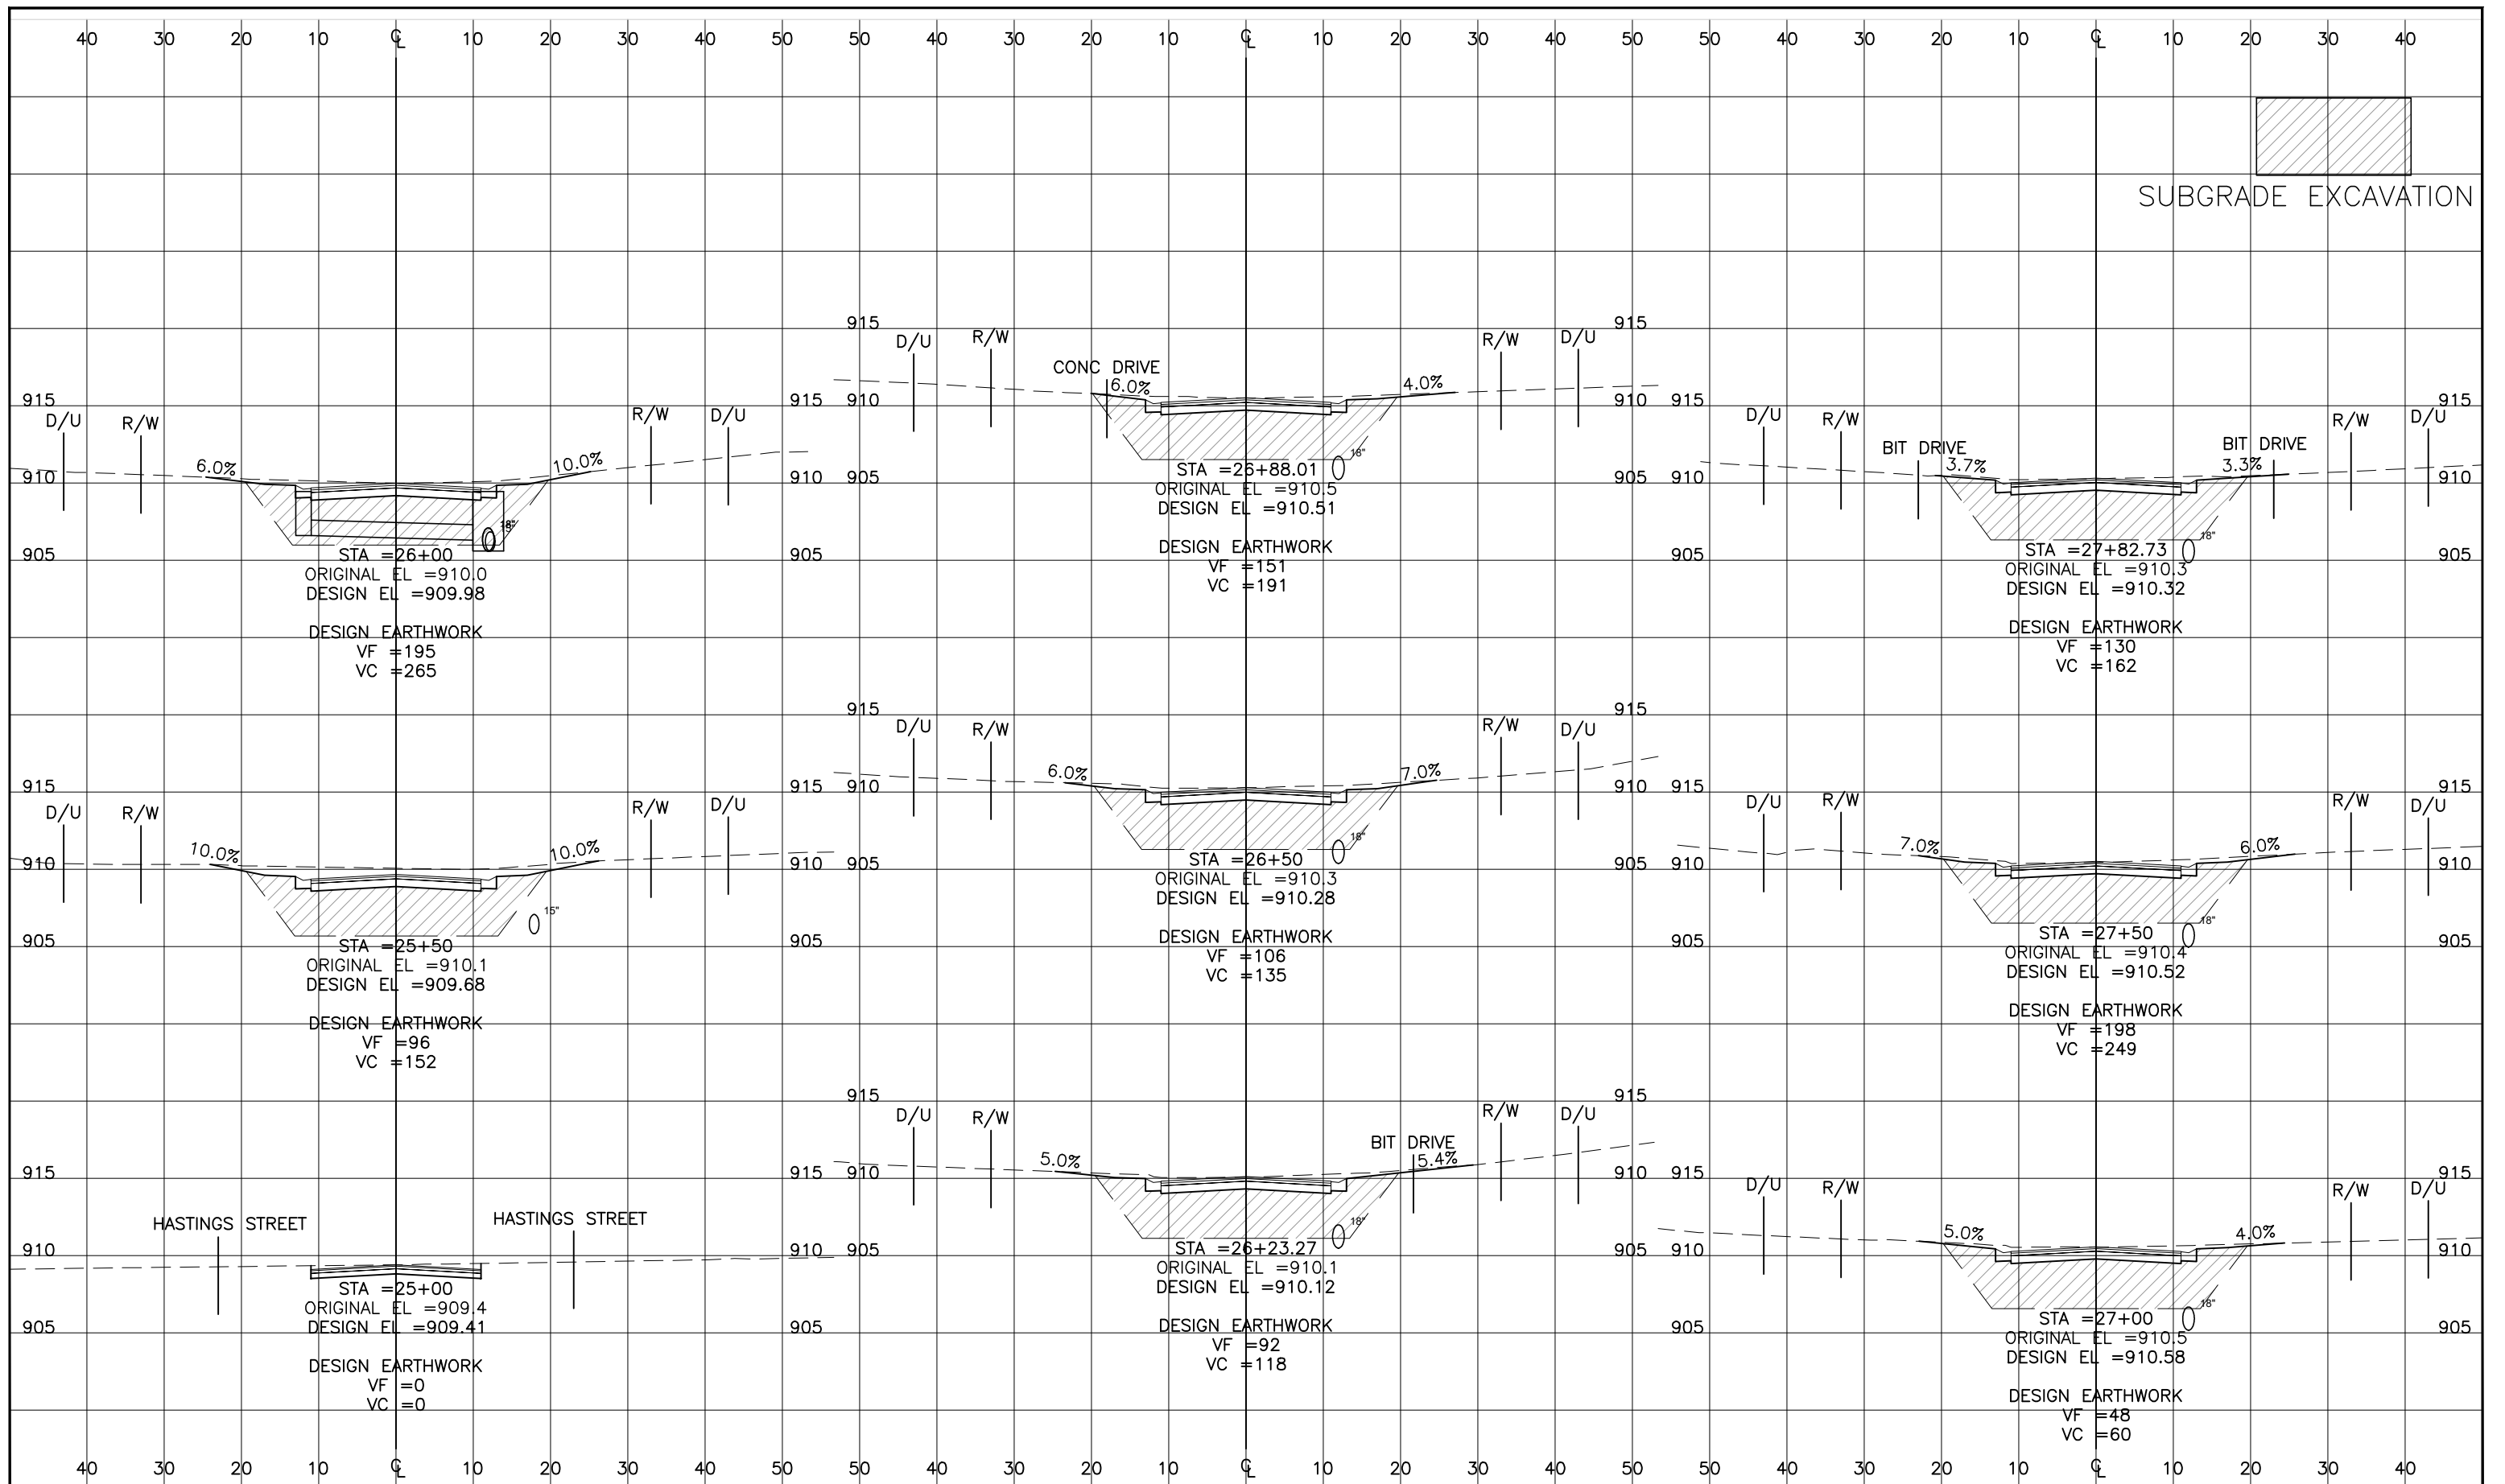 40 30 20 10 ℄ 10 20 30 40 50 50 40 30 20 10 ℄ 10 20 30 40 50 50 40 30 20 10 ℄ 10 20 30 40
SUBGRADE EXCAVATION
915 915
D/U R/W R/W D/U
CONC DRIVE
6.0% 4.0%
910 910
18"
905 905
STA =26+88.01
ORIGINAL EL =910.5
DESIGN EL =910.51
DESIGN EARTHWORK
VF =151
VC =191
915 915
D/U R/W R/W D/U
6.0% 10.0%
910 910
18"
905 905
STA =26+00
ORIGINAL EL =910.0
DESIGN EL =909.98
DESIGN EARTHWORK
VF =195
VC =265
915 915
D/U R/W R/W D/U
BIT DRIVE BIT DRIVE
3.7% 3.3%
910 910
18"
905 905
STA =27+82.73
ORIGINAL EL =910.3
DESIGN EL =910.32
DESIGN EARTHWORK
VF =130
VC =162
915 915
D/U R/W R/W D/U
10.0% 10.0%
910 910
15"
905 905
STA =25+50
ORIGINAL EL =910.1
DESIGN EL =909.68
DESIGN EARTHWORK
VF =96
VC =152
915 915
D/U R/W R/W D/U
6.0% 7.0%
910 910
18"
905 905
STA =26+50
ORIGINAL EL =910.3
DESIGN EL =910.28
DESIGN EARTHWORK
VF =106
VC =135
915 915
D/U R/W R/W D/U
7.0% 6.0%
910 910
18"
905 905
STA =27+50
ORIGINAL EL =910.4
DESIGN EL =910.52
DESIGN EARTHWORK
VF =198
VC =249
915 915
HASTINGS STREET HASTINGS STREET
910 910
905 905
STA =25+00
ORIGINAL EL =909.4
DESIGN EL =909.41
DESIGN EARTHWORK
VF =0
VC =0
915 915
D/U R/W R/W D/U
BIT DRIVE
5.0% 5.4%
910 910
18"
905 905
STA =26+23.27
ORIGINAL EL =910.1
DESIGN EL =910.12
DESIGN EARTHWORK
VF =92
VC =118
915 915
D/U R/W R/W D/U
5.0% 4.0%
910 910
18"
905 905
STA =27+00
ORIGINAL EL =910.5
DESIGN EL =910.58
DESIGN EARTHWORK
VF =48
VC =60
40 30 20 10 ℄ 10 20 30 40 50 50 40 30 20 10 ℄ 10 20 30 40 50 50 40 30 20 10 ℄ 10 20 30 40